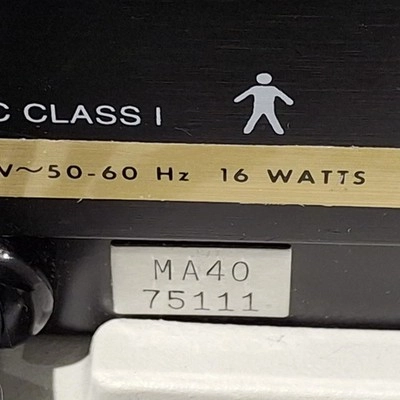 C CLASS I
V~50-60 Hz 16 WATTS
MA40
75111